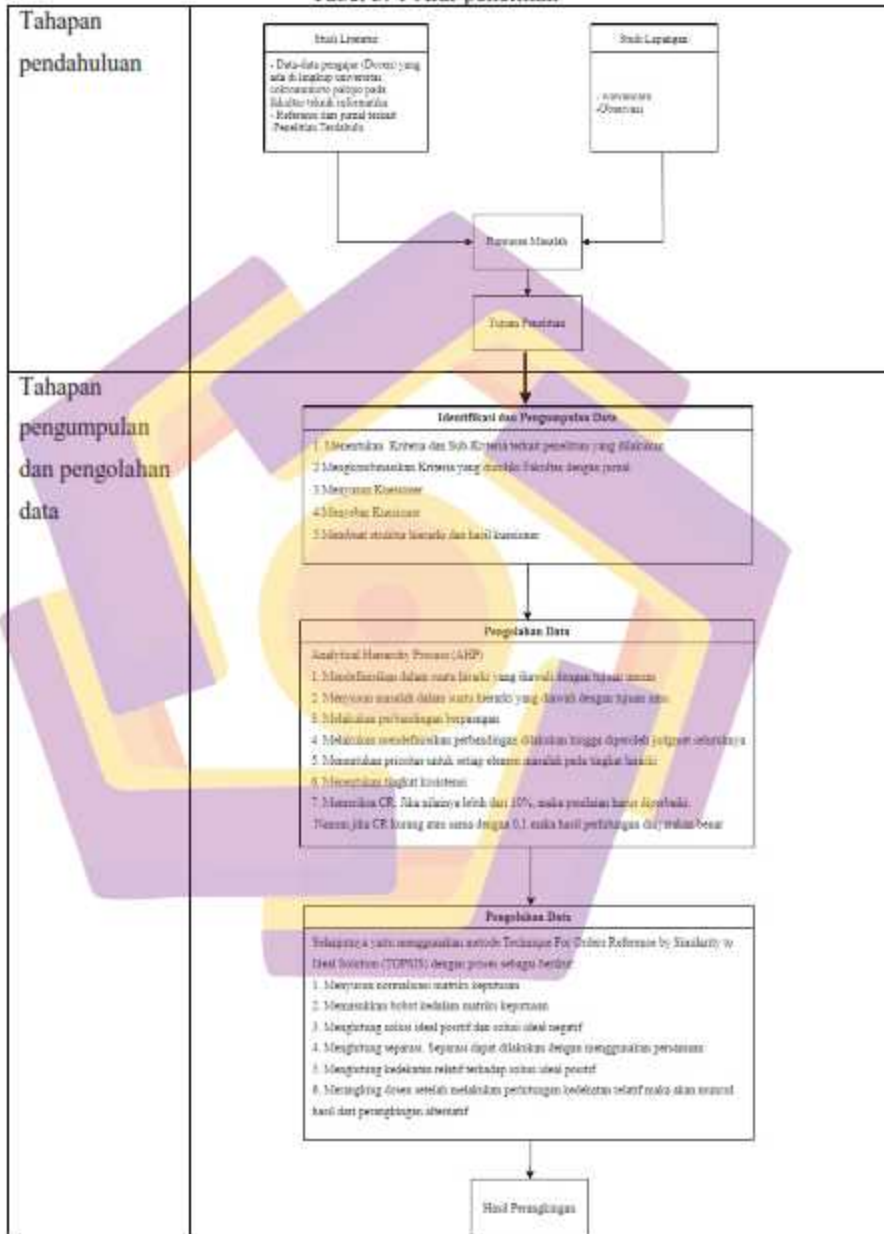 Tabel 3. 1 Alur penelitian
Tahapan
pendahuluan
Studi Literatur
- Data-data pengajar (Dosen) yang
ada di lingkup universitas
cokroaminoto palopo pada
fakultas teknik informatika
- Referensi dan jurnal terkait
-Penelitian Terdahulu
Studi Lapangan
- wawancara
-Observasi
Rumusan Masalah
Tujuan Penelitian
Tahapan
pengumpulan
dan pengolahan
data
Identifikasi dan Pengumpulan Data
1. Menentukan Kriteria dan Sub Kriteria terkait penelitian yang dilakukan
2.Mengkombinasikan Kriteria yang dimiliki Fakultas dengan jurnal
3.Menyusun Kuesioner
4.Menyebar Kuesioner
5.Membuat struktur hierarki dan hasil kuesioner
Pengolahan Data
Analytical Hierarchy Process (AHP)
1. Mendefinisikan dalam suatu hirarki yang diawali dengan tujuan umum
2. Menyusun masalah dalam suatu hierarki yang diawali dengan tujuan umu
3. Melakukan perbandingan berpasangan
4. Melakukan mendefinisikan perbandingan dilakukan hingga diperoleh judgment seluruhnya
5. Menentukan prioritas untuk setiap elemen masalah pada tingkat hirarki
6. Menentukan tingkat konsistensi
7. Memeriksa CR. Jika nilainya lebih dari 10%, maka penilaian harus diperbaiki.
Namun jika CR kurang atau sama dengan 0,1 maka hasil perhitungan dinyatakan benar
Pengolahan Data
Selanjutnya yaitu menggunakan metode Technique For Orders Reference by Similarity to
Ideal Solution (TOPSIS) dengan proses sebagai berikut
1. Menyusun normalisasi matriks keputusan
2. Memasukkan bobot kedalam matriks keputusan
3. Menghitung solusi ideal positif dan solusi ideal negatif
4. Menghitung separasi. Separasi dapat dilakukan dengan menggunakan persamaan
5. Menghitung kedekatan relatif terhadap solusi ideal positif
6. Merangking dosen setelah melakukan perhitungan kedekatan relatif maka akan muncul
hasil dari perangkingan alternatif
Hasil Perangkingan